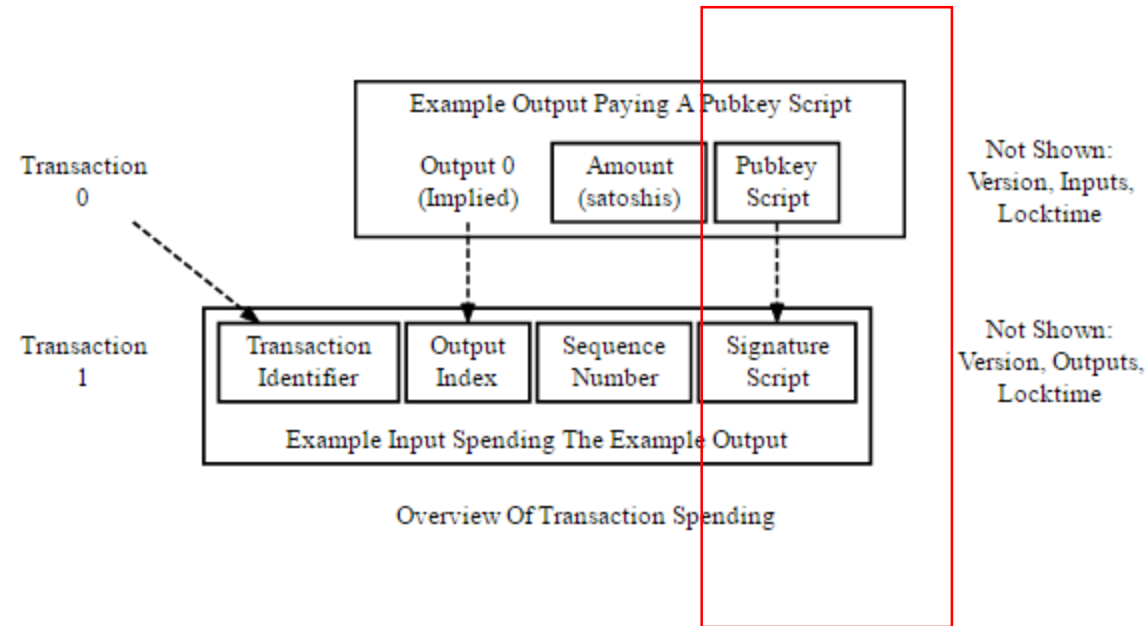 Example Output Paying A Pubkey Script
Transaction
0
Output 0
(Implied)
Amount
(satoshis)
Pubkey
Script
Not Shown:
Version, Inputs,
Locktime
Transaction
1
Transaction
Identifier
Output
Index
Sequence
Number
Signature
Script
Not Shown:
Version, Outputs,
Locktime
Example Input Spending The Example Output
Overview Of Transaction Spending